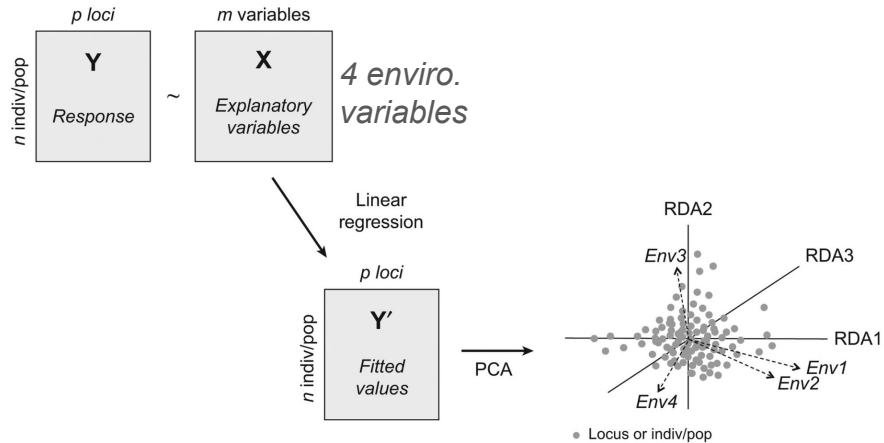 p loci
m variables
n indiv/pop
Y
Response
~
X
Explanatory
variables
4 enviro.
variables
Linear
regression
p loci
n indiv/pop
Y′
Fitted
values
PCA
RDA2
Env3
RDA3
RDA1
Env1
Env2
Env4
Locus or indiv/pop